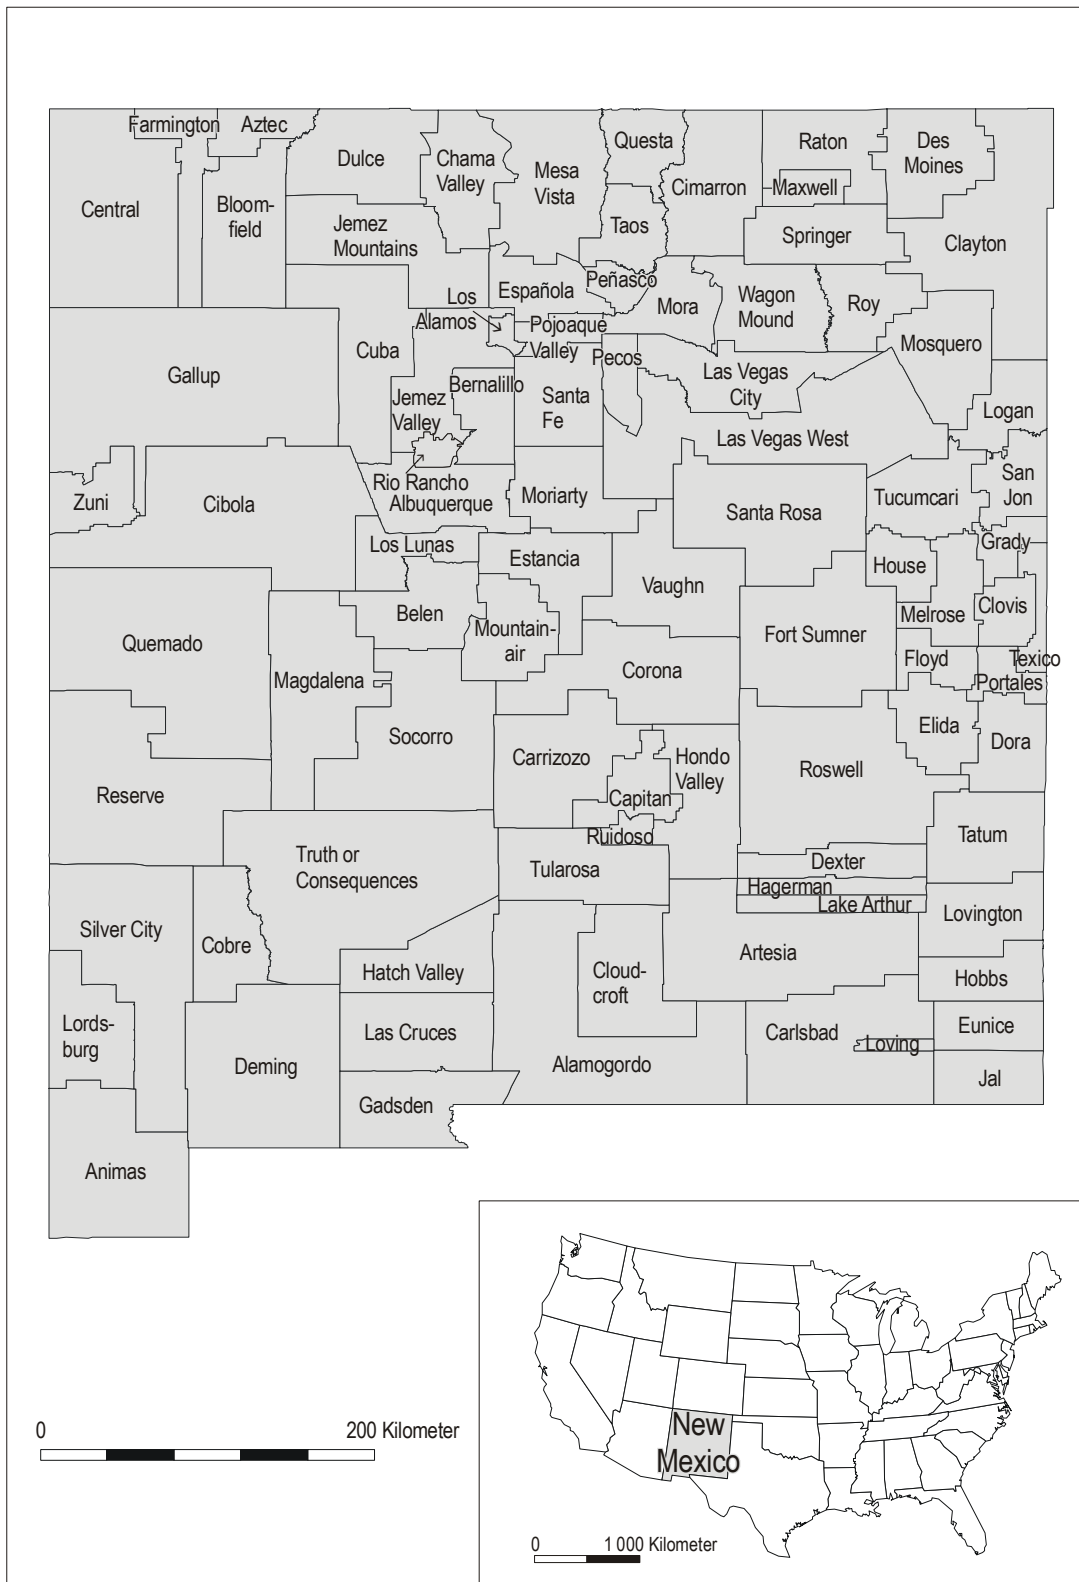 Farmington
Aztec
Dulce
Chama
Valley
Mesa
Vista
Questa
Cimarron
Raton
Maxwell
Des
Moines
Central
Bloom-
field
Jemez
Mountains
Taos
Springer
Clayton
Española
Peñasco
Mora
Wagon
Mound
Roy
Los
Alamos
Pojoaque
Valley
Cuba
Pecos
Mosquero
Gallup
Jemez
Valley
Bernalillo
Santa
Fe
Las Vegas
City
Logan
Las Vegas West
Zuni
Cibola
Rio Rancho
Albuquerque
Moriarty
Santa Rosa
Tucumcari
San
Jon
Los Lunas
Estancia
Vaughn
House
Grady
Quemado
Belen
Mountain-
air
Fort Sumner
Melrose
Clovis
Magdalena
Corona
Floyd
Texico
Portales
Socorro
Carrizozo
Hondo
Valley
Roswell
Elida
Dora
Reserve
Capitan
Ruidoso
Tatum
Truth or
Consequences
Tularosa
Dexter
Hagerman
Lake Arthur
Lovington
Silver City
Cobre
Hatch Valley
Cloud-
croft
Artesia
Hobbs
Lords-
burg
Las Cruces
Deming
Alamogordo
Carlsbad
Loving
Eunice
Jal
Gadsden
Animas
0 200 Kilometer
New
Mexico
0 1 000 Kilometer